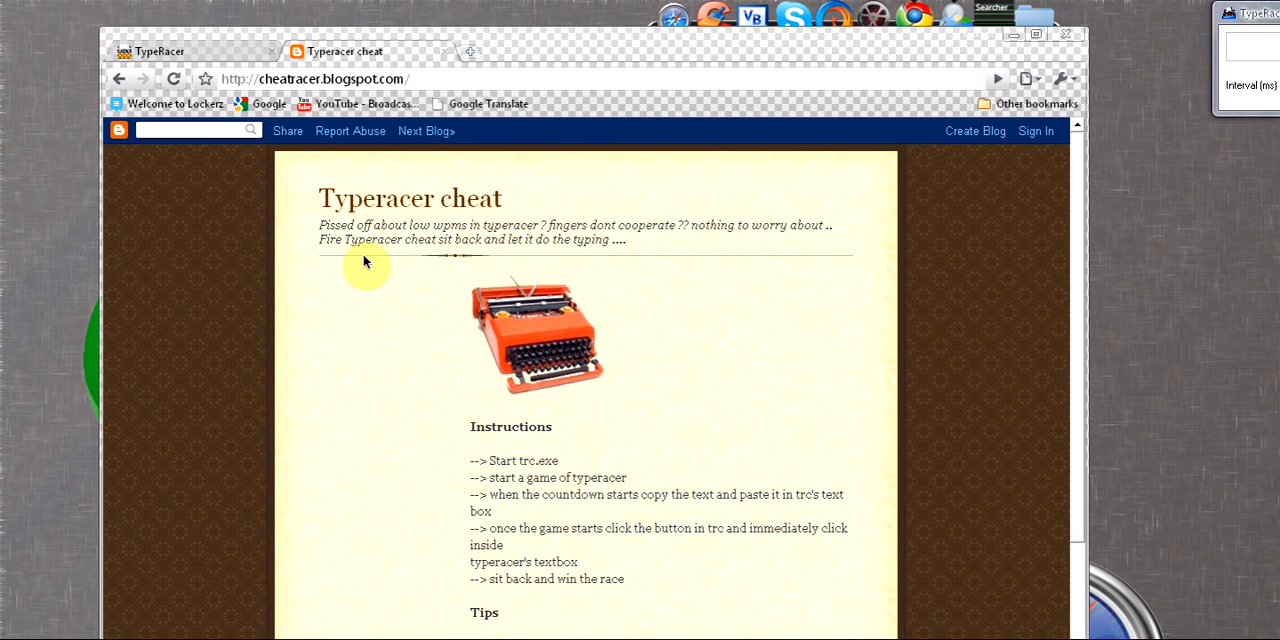 Searcher
TypeRac
TypeRacer
Typeracer cheat
http://cheatracer.blogspot.com/
Interval (ms)
Welcome to Lockerz
Google
YouTube - Broadcas...
Google Translate
Other bookmarks
Share
Report Abuse
Next Blog»
Create Blog
Sign In
Typeracer cheat
Pissed off about low wpms in typeracer ? fingers dont cooperate ?? nothing to worry about ..
Fire Typeracer cheat sit back and let it do the typing ....
Instructions
--> Start trc.exe
--> start a game of typeracer
--> when the countdown starts copy the text and paste it in trc's text
box
--> once the game starts click the button in trc and immediately click
inside
typeracer's textbox
--> sit back and win the race
Tips